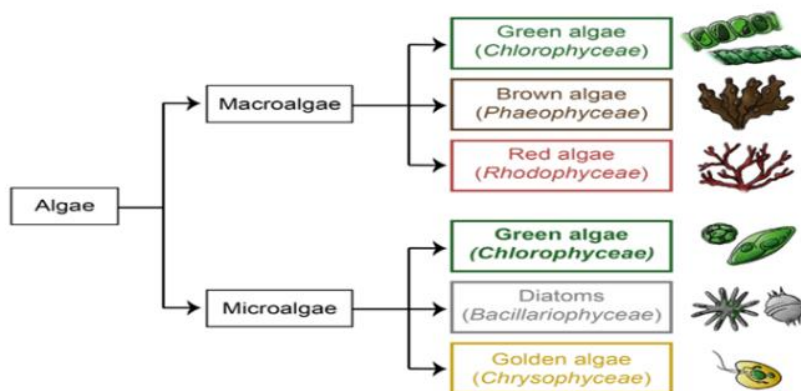 Green algae
(Chlorophyceae)
Macroalgae
Brown algae
(Phaeophyceae)
Red algae
(Rhodophyceae)
Algae
Green algae
(Chlorophyceae)
Microalgae
Diatoms
(Bacillariophyceae)
Golden algae
(Chrysophyceae)